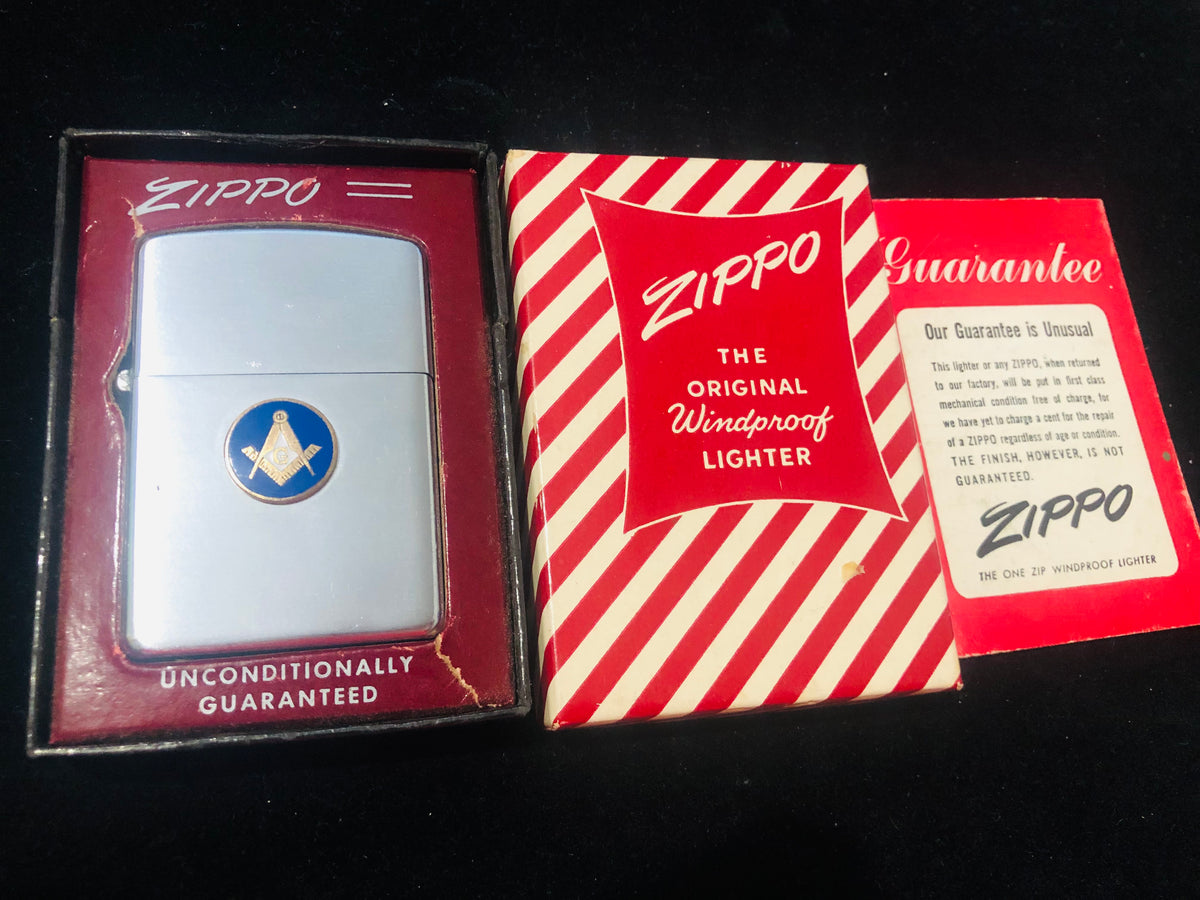 ZIPPO
UNCONDITIONALLY
GUARANTEED
ZIPPO
THE
ORIGINAL
Windproof
LIGHTER
Guarantee
Our Guarantee is Unusual
This lighter or any ZIPPO, when returned
to our factory, will be put in first class
mechanical condition free of charge, for
we have yet to charge a cent for the repair
of a ZIPPO regardless of age or condition.
THE FINISH, HOWEVER, IS NOT
GUARANTEED.
ZIPPO
THE ONE ZIP WINDPROOF LIGHTER